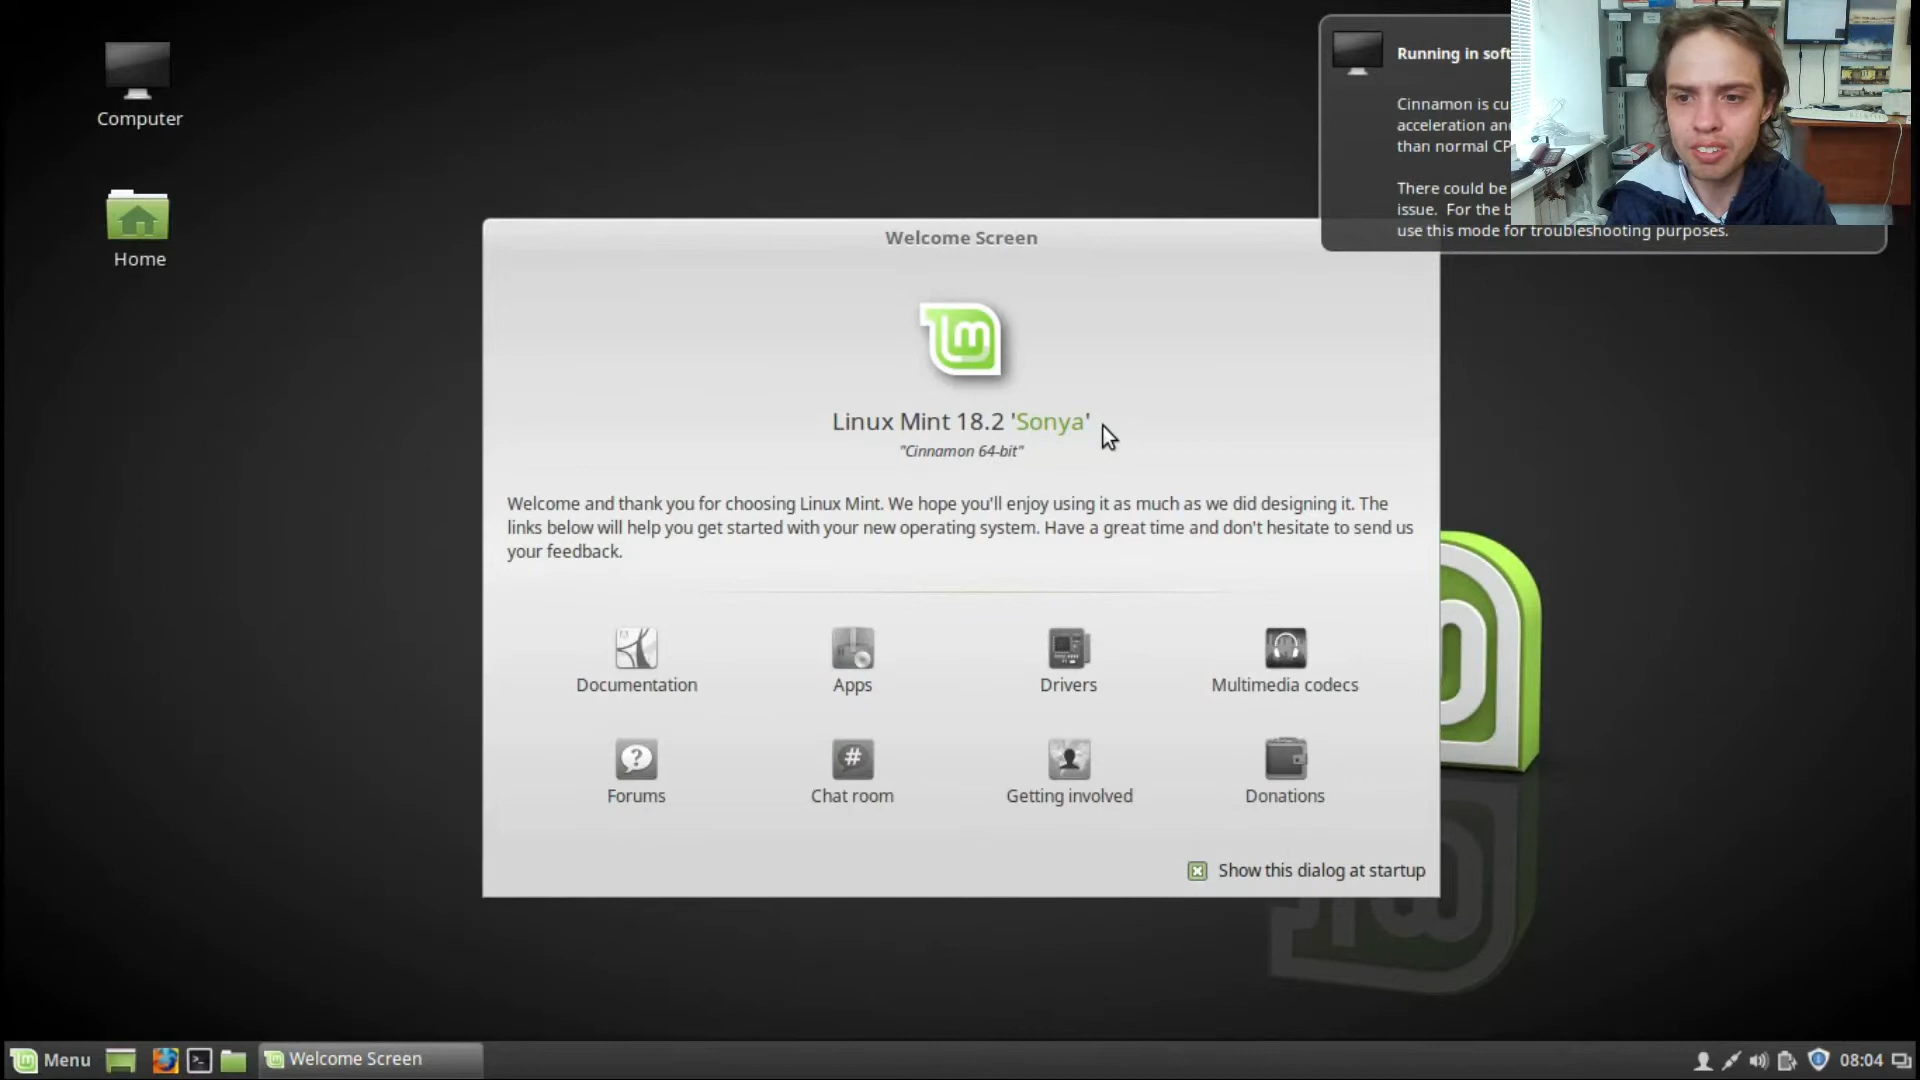 Computer
Home
Running in soft
Cinnamon is cu
acceleration and
than normal CP
There could be
issue. For the b
use this mode for troubleshooting purposes.
Welcome Screen
Linux Mint 18.2 'Sonya'
"Cinnamon 64-bit"
Welcome and thank you for choosing Linux Mint. We hope you'll enjoy using it as much as we did designing it. The
links below will help you get started with your new operating system. Have a great time and don't hesitate to send us
your feedback.
Documentation
Apps
Drivers
Multimedia codecs
Forums
Chat room
Getting involved
Donations
Show this dialog at startup
Menu
Welcome Screen
08:04